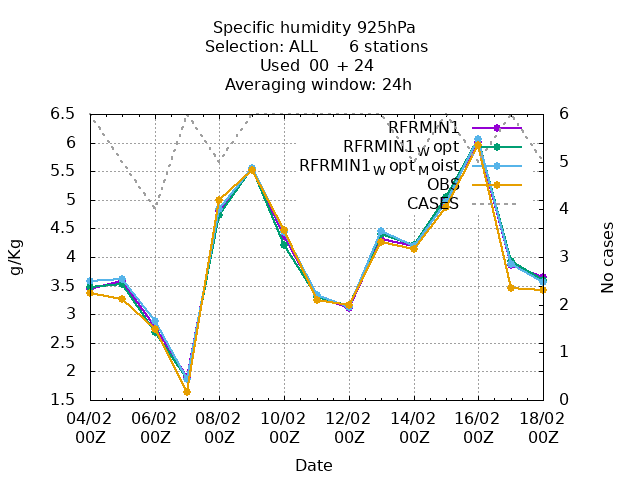 Specific humidity 925hPa
Selection: ALL 6 stations
Used 00 + 24
Averaging window: 24h
6.5
6
5.5
5
4.5
4
3.5
3
2.5
2
1.5
g/Kg
6
5
4
3
2
1
0
No cases
RFRMIN1
RFRMIN1_W opt
RFRMIN1_W opt_M oist
OBS
CASES
04/02 06/02 08/02 10/02 12/02 14/02 16/02 18/02
00Z 00Z 00Z 00Z 00Z 00Z 00Z 00Z
Date